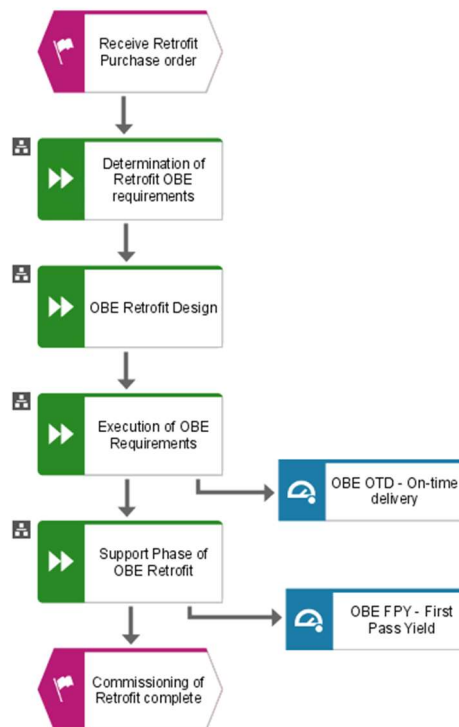 Receive Retrofit
Purchase order
Determination of
Retrofit OBE
requirements
OBE Retrofit Design
Execution of OBE
Requirements
OBE OTD - On-time
delivery
Support Phase of
OBE Retrofit
OBE FPY - First
Pass Yield
Commissioning of
Retrofit complete